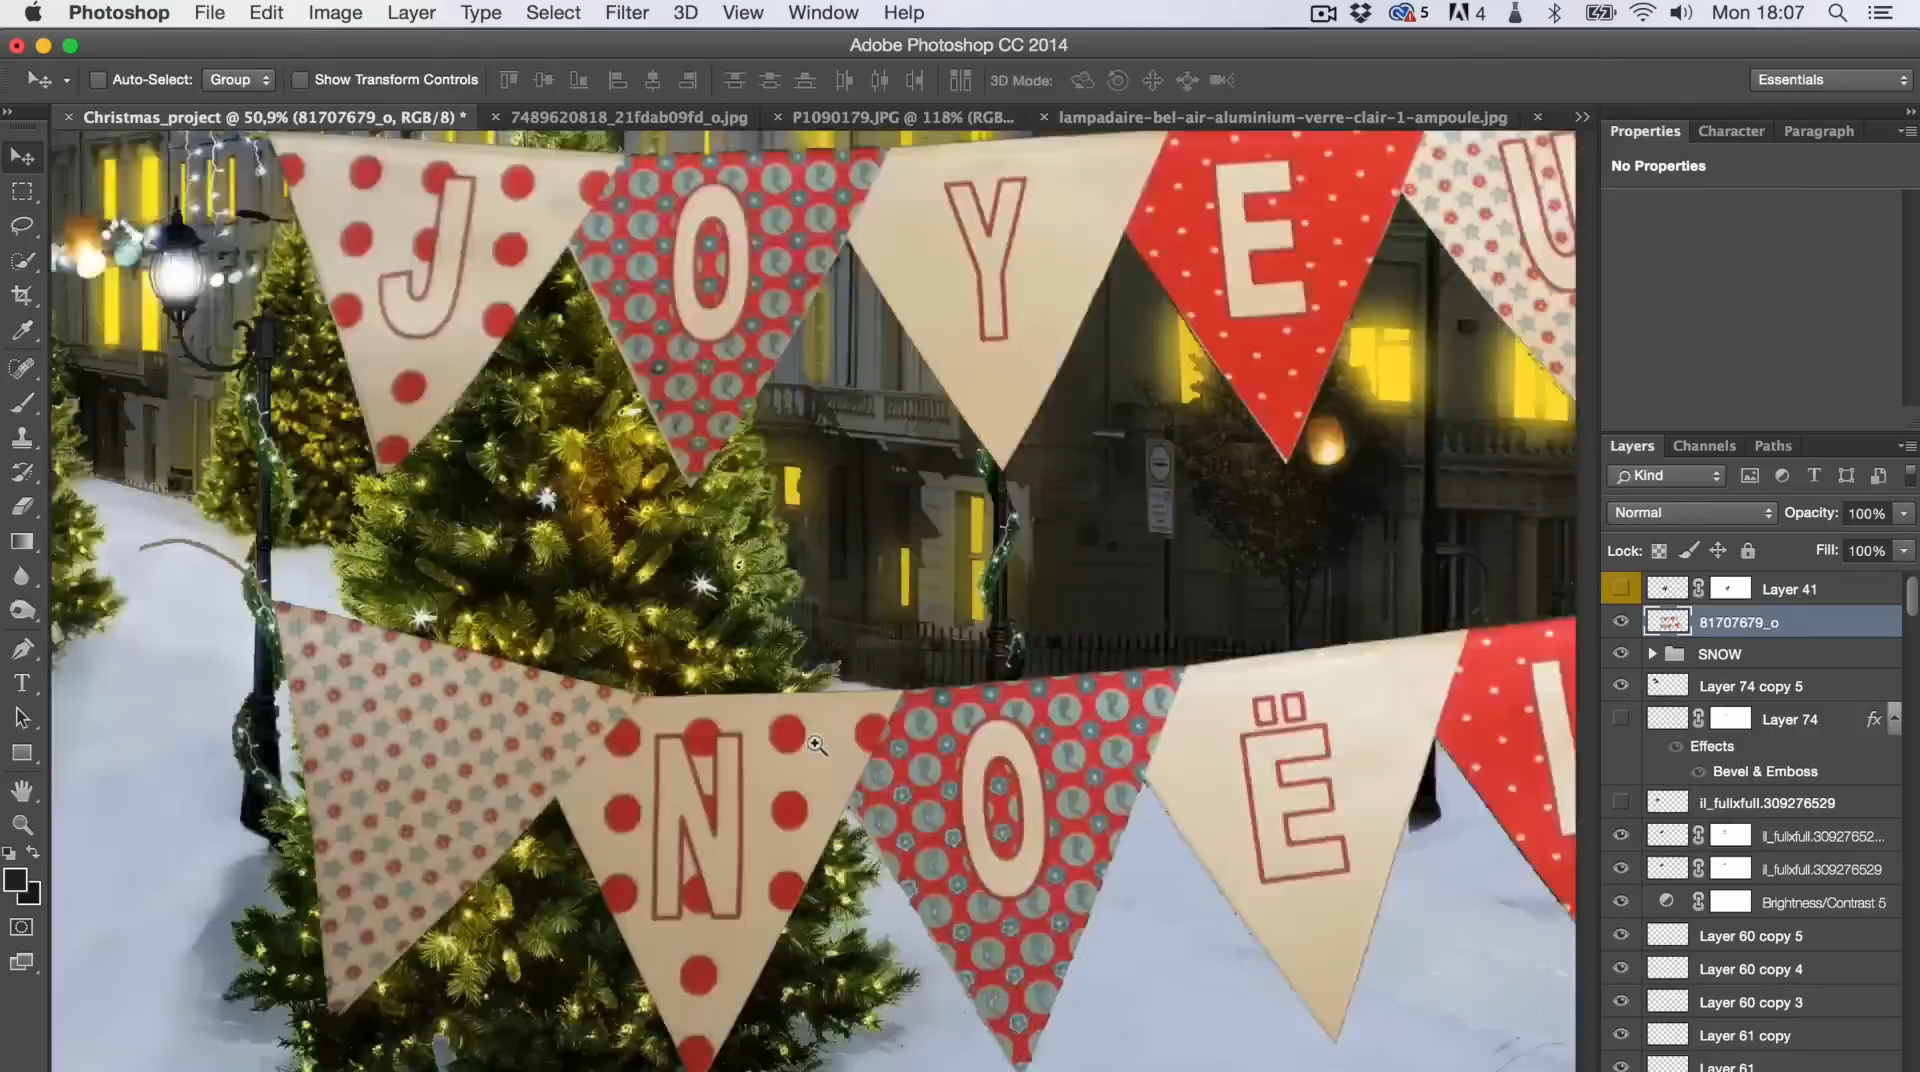 Photoshop File Edit Image Layer Type Select Filter 3D View Window Help 5 4 Mon 18:07
Adobe Photoshop CC 2014
Auto-Select: Group Show Transform Controls 3D Mode: Essentials
Christmas_project @ 50,9% (81707679_o, RGB/8) * 7489620818_21fdab09fd_o.jpg P1090179.JPG @ 118% (RGB... lampadaire-bel-air-aluminium-verre-clair-1-ampoule.jpg
Properties Character Paragraph
No Properties
J O Y E U
N O Ë
Layers Channels Paths
Kind
Normal Opacity: 100%
Lock: Fill: 100%
Layer 41
81707679_o
SNOW
Layer 74 copy 5
Layer 74 fx
Effects
Bevel & Emboss
il_fullxfull.309276529
il_fullxfull.30927652...
il_fullxfull.309276529
Brightness/Contrast 5
Layer 60 copy 5
Layer 60 copy 4
Layer 60 copy 3
Layer 61 copy
Layer 61